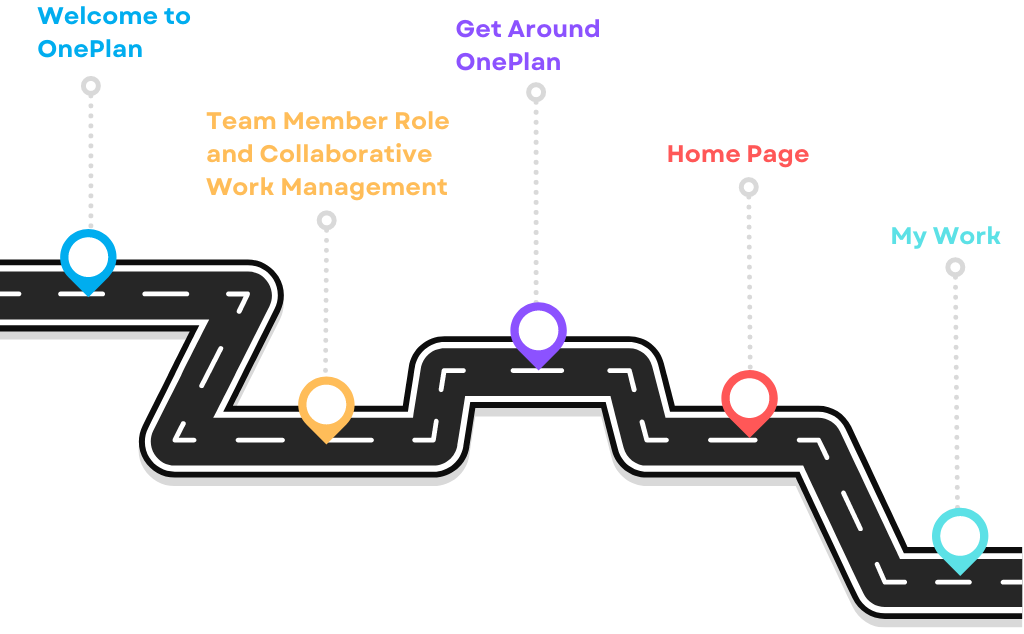 Welcome to
OnePlan
Team Member Role
and Collaborative
Work Management
Get Around
OnePlan
Home Page
My Work